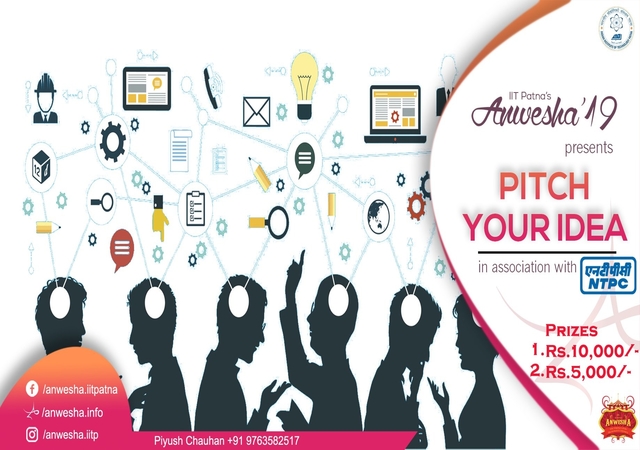 IIT Patna's
Anwesha'19
presents
PITCH
YOUR IDEA
in association with एनटीपीसी
NTPC
PRIZES
1.Rs.10,000/-
2.Rs.5,000/-
ANWESHA
/anwesha.iitpatna
/anwesha.info
/anwesha.iitp
Piyush Chauhan +91 9763582517